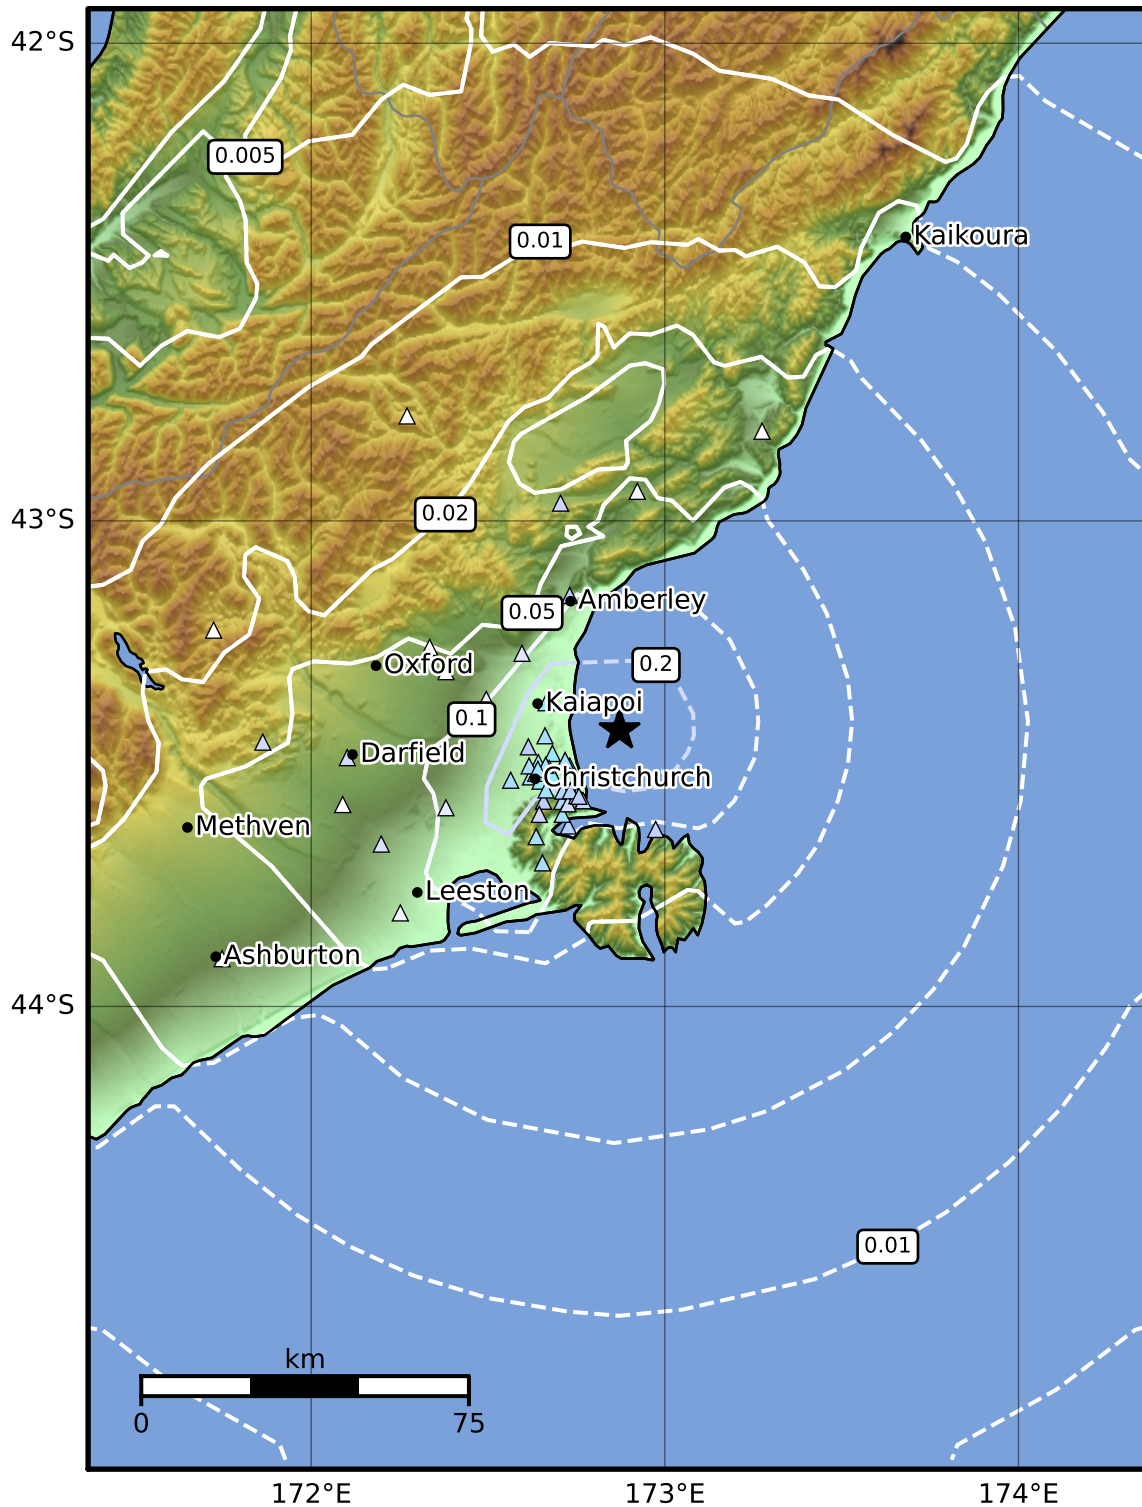 42°S
0.005
0.01
Kaikoura
43°S
0.02
0.05
Amberley
Oxford
0.2
Kaiapoi
0.1
Darfield
Christchurch
Methven
Leeston
Ashburton
44°S
0.01
km
0
75
172°E
173°E
174°E